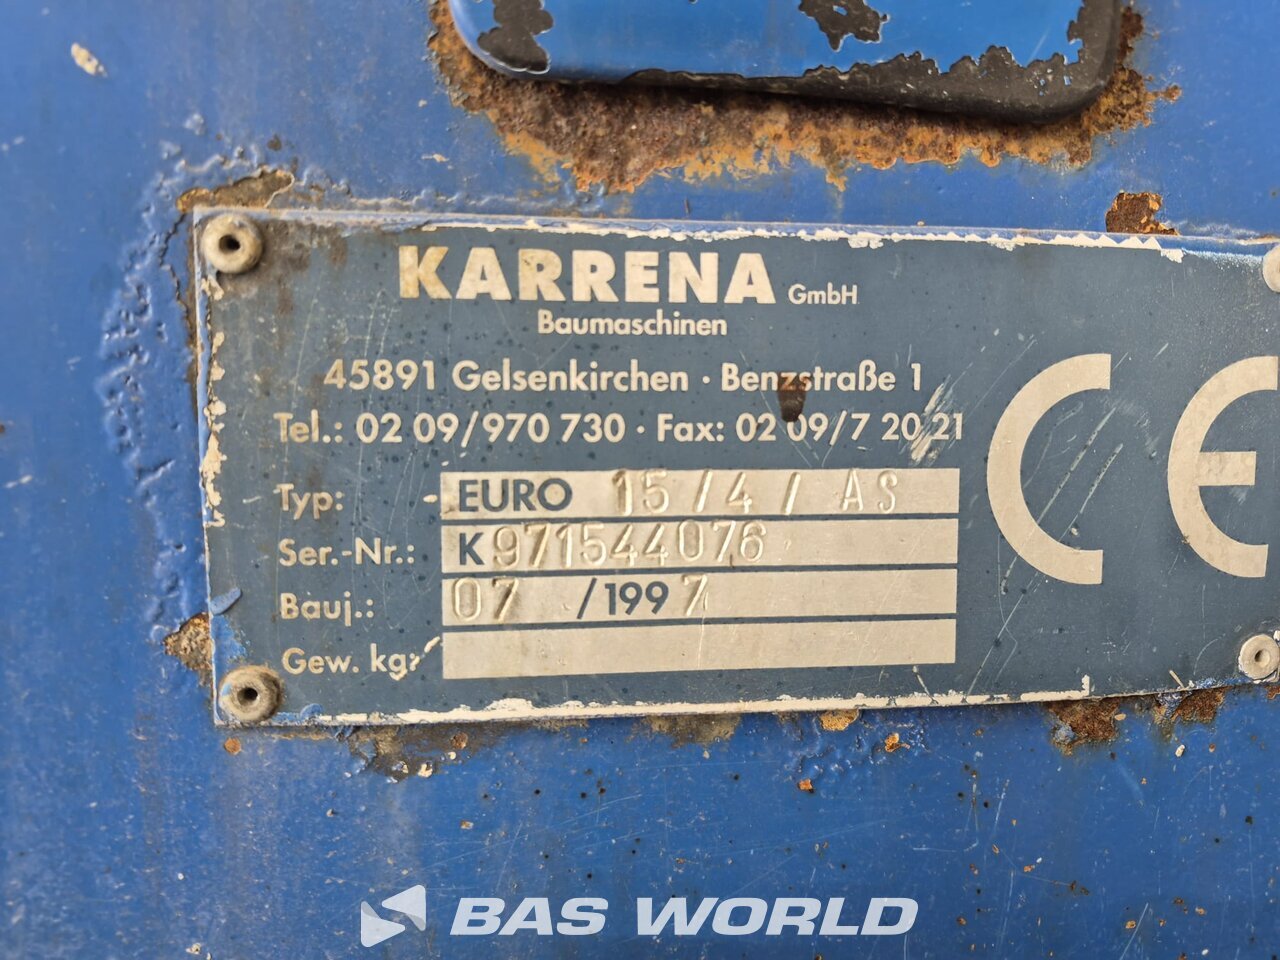 KARRENA GmbH
Baumaschinen
45891 Gelsenkirchen · Benzstraße 1
Tel.: 02 09/970 730 · Fax: 02 09/7 20 21
Typ: EURO 15/4/AS
Ser.-Nr.: K971544076
Bauj.: 07 /1997
Gew. kg:
CE
BAS WORLD